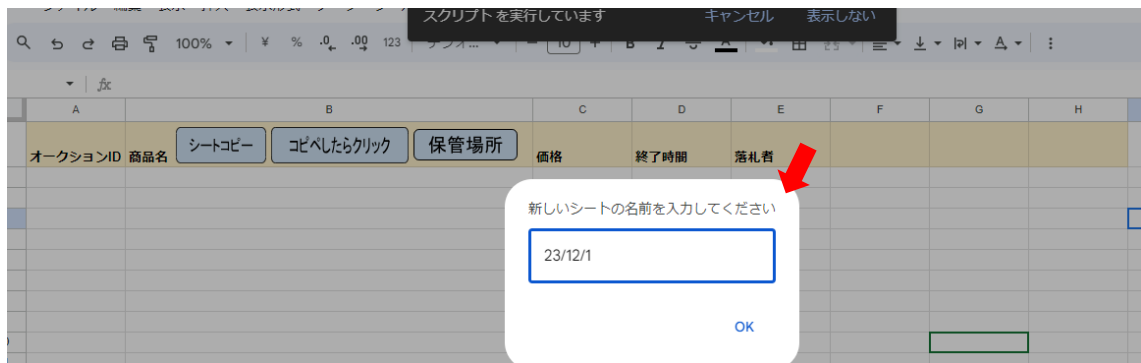 スクリプトを実行しています キャンセル 表示しない
100% ¥ % .0 .00 123 10 + B I A
fx
A B C D E F G H
オークションID 商品名 シートコピー コピペしたらクリック 保管場所 価格 終了時間 落札者
新しいシートの名前を入力してください
23/12/1
OK